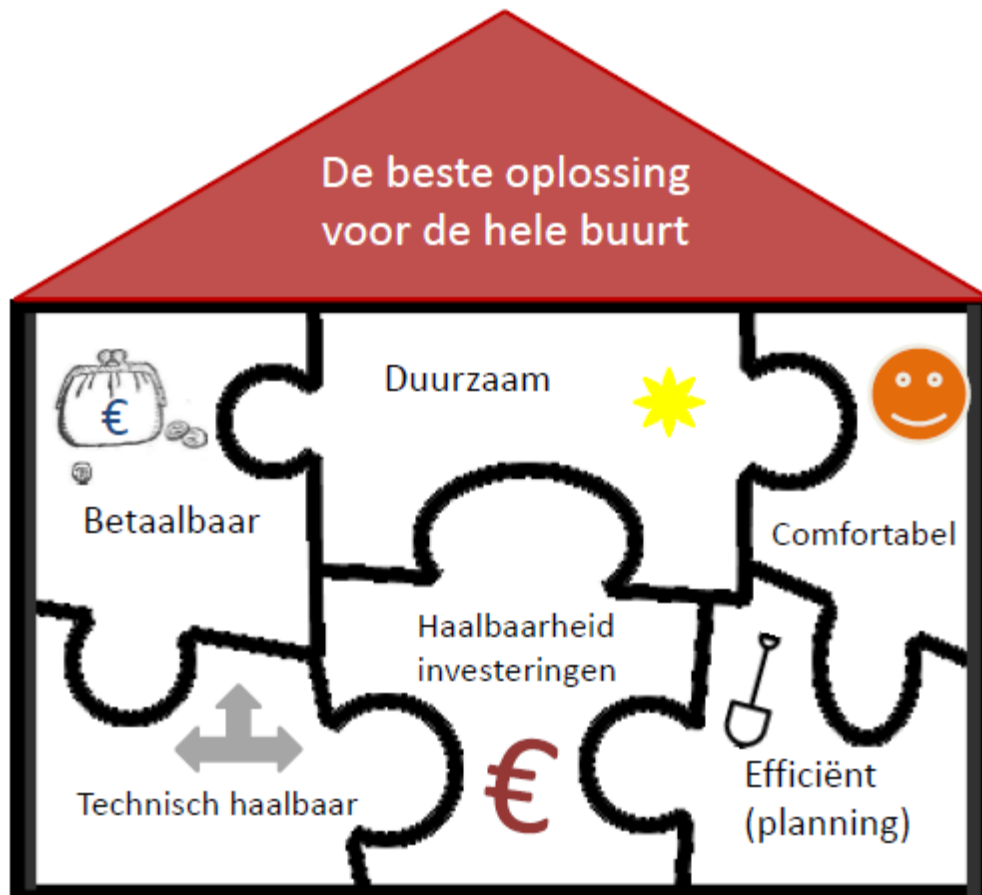 De beste oplossing
voor de hele buurt
Duurzaam
€
Betaalbaar
Comfortabel
Haalbaarheid
investeringen
€
Technisch haalbaar
Efficiënt
(planning)